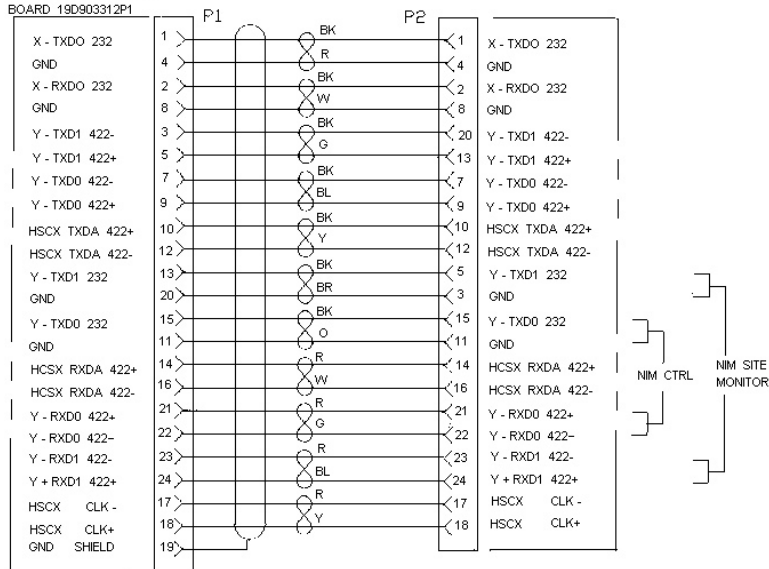 BOARD 19D903312P1
P1 P2
X - TXDO 232 1 BK 1 X - TXDO 232
GND 4 R 4 GND
X - RXDO 232 2 BK 2 X - RXDO 232
GND 8 W 8 GND
Y - TXD1 422- 3 BK 20 Y - TXD1 422-
Y - TXD1 422+ 5 G 13 Y - TXD1 422+
Y - TXD0 422- 7 BK 7 Y - TXD0 422-
Y - TXD0 422+ 9 BL 9 Y - TXD0 422+
HSCX TXDA 422+ 10 BK 10 HSCX TXDA 422+
HSCX TXDA 422- 12 Y 12 HSCX TXDA 422-
Y - TXD1 232 13 BK 5 Y - TXD1 232
GND 20 BR 3 GND
Y - TXD0 232 15 BK 15 Y - TXD0 232
GND 11 O 11 GND
HCSX RXDA 422+ 14 R 14 HCSX RXDA 422+
HCSX RXDA 422- 16 W 16 HCSX RXDA 422-
Y - RXD0 422+ 21 R 21 Y - RXD0 422+
Y - RXD0 422- 22 G 22 Y - RXD0 422-
Y - RXD1 422- 23 R 23 Y - RXD1 422-
Y + RXD1 422+ 24 BL 24 Y + RXD1 422+
HSCX CLK - 17 R 17 HSCX CLK -
HSCX CLK+ 18 Y 18 HSCX CLK+
GND SHIELD 19
NIM CTRL
NIM SITE
MONITOR